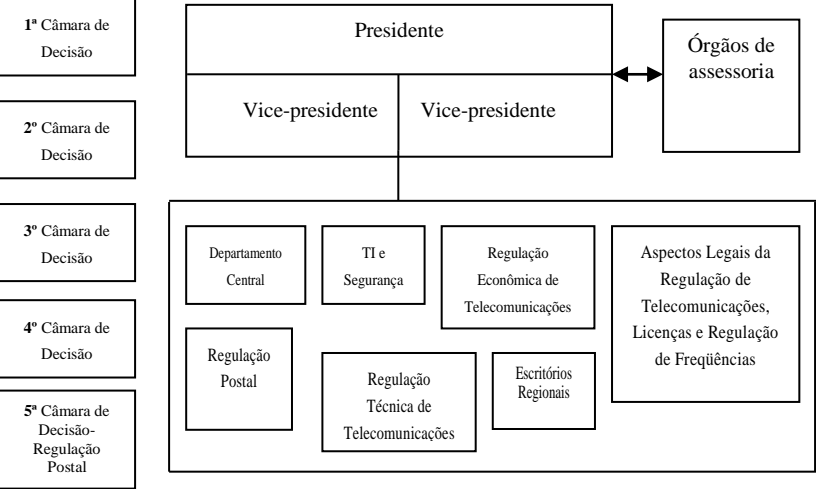 1ª Câmara de
Decisão
2º Câmara de
Decisão
3º Câmara de
Decisão
4º Câmara de
Decisão
5ª Câmara de
Decisão-
Regulação
Postal
Presidente
Vice-presidente
Vice-presidente
Órgãos de
assessoria
Departamento
Central
TI e
Segurança
Regulação
Econômica de
Telecomunicações
Aspectos Legais da
Regulação de
Telecomunicações,
Licenças e Regulação
de Freqüências
Regulação
Postal
Regulação
Técnica de
Telecomunicações
Escritórios
Regionais